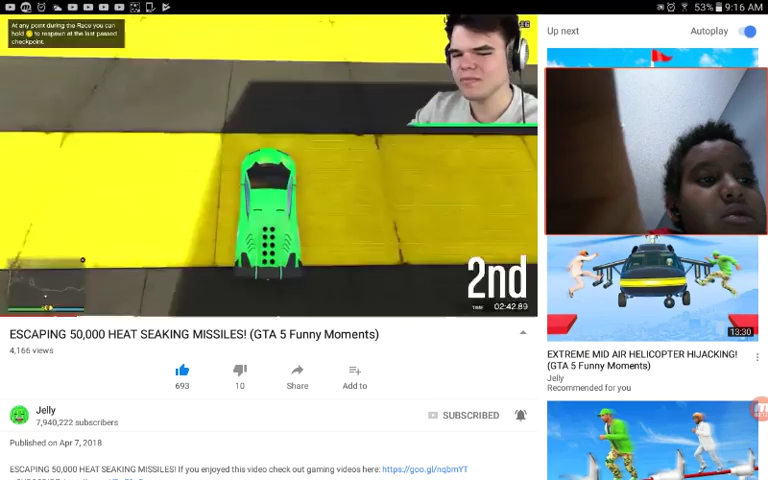 53% 9:16 AM
At any point during the Race you can
hold to respawn at the last passed
checkpoint.
2nd
TIME 02:42.89
ESCAPING 50,000 HEAT SEAKING MISSILES! (GTA 5 Funny Moments)
4,166 views
693
10
Share
Add to
Jelly
7,940,222 subscribers
SUBSCRIBED
Published on Apr 7, 2018
ESCAPING 50,000 HEAT SEAKING MISSILES! If you enjoyed this video check out gaming videos here: https://goo.gl/nqbmYT
Up next
Autoplay
13:30
EXTREME MID AIR HELICOPTER HIJACKING!
(GTA 5 Funny Moments)
Jelly
Recommended for you